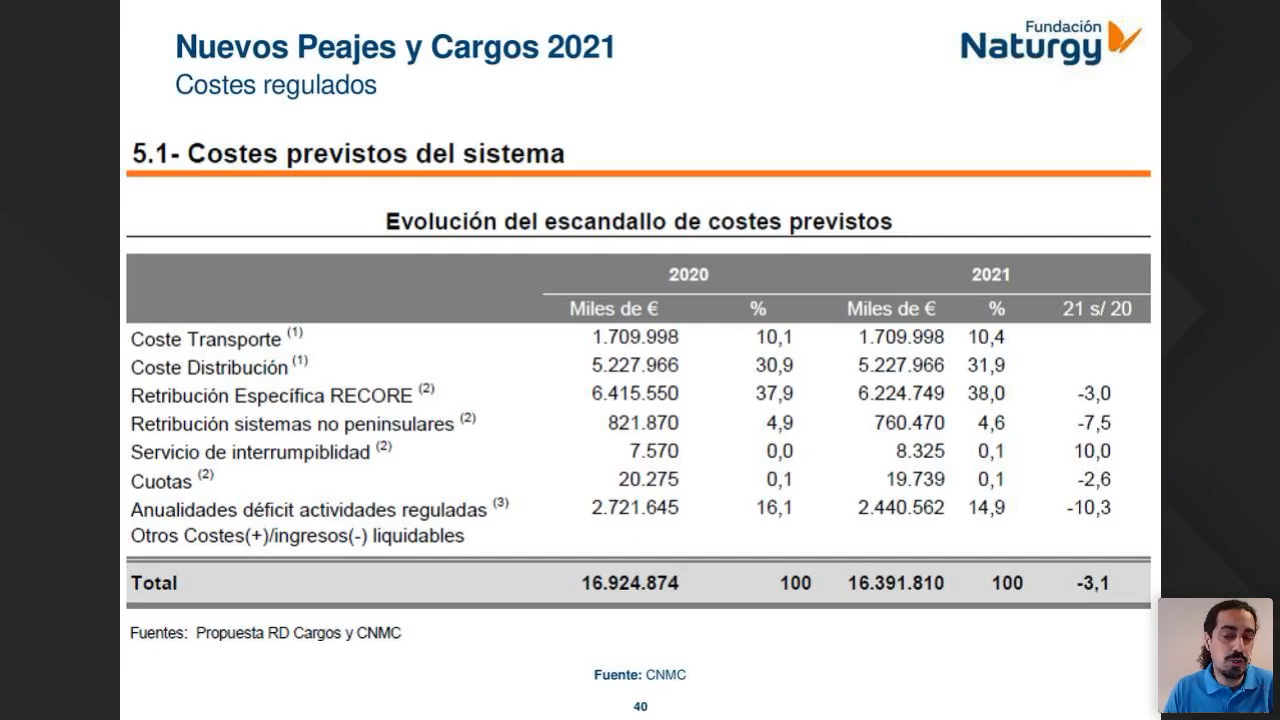 Nuevos Peajes y Cargos 2021
Costes regulados
Fundación
Naturgy
5.1- Costes previstos del sistema
Evolución del escandallo de costes previstos
2020 2021
Miles de € % Miles de € % 21 s/ 20
Coste Transporte (1) 1.709.998 10,1 1.709.998 10,4
Coste Distribución (1) 5.227.966 30,9 5.227.966 31,9
Retribución Específica RECORE (2) 6.415.550 37,9 6.224.749 38,0 -3,0
Retribución sistemas no peninsulares (2) 821.870 4,9 760.470 4,6 -7,5
Servicio de interrumpiblidad (2) 7.570 0,0 8.325 0,1 10,0
Cuotas (2) 20.275 0,1 19.739 0,1 -2,6
Anualidades déficit actividades reguladas (3) 2.721.645 16,1 2.440.562 14,9 -10,3
Otros Costes(+)/ingresos(-) liquidables
Total 16.924.874 100 16.391.810 100 -3,1
Fuentes: Propuesta RD Cargos y CNMC
Fuente: CNMC
40